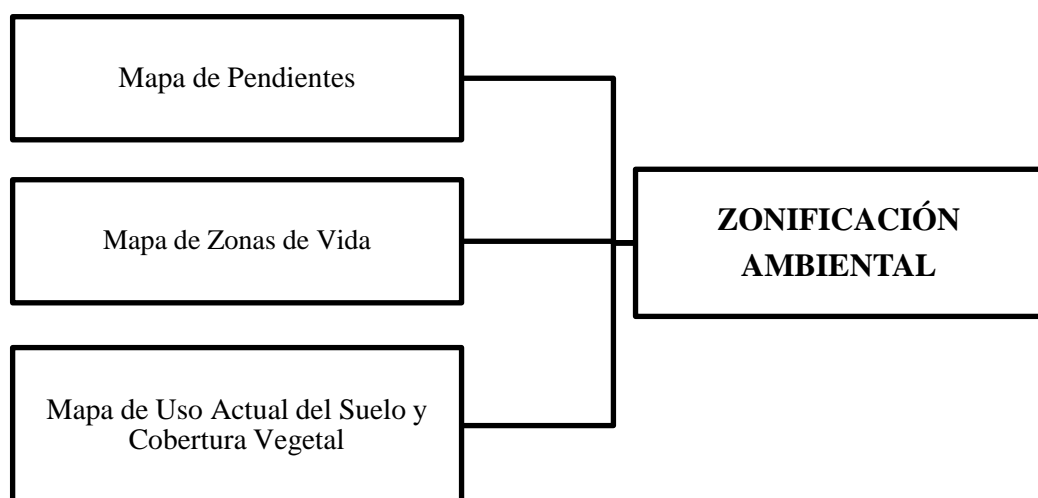 Mapa de Pendientes
Mapa de Zonas de Vida
Mapa de Uso Actual del Suelo y
Cobertura Vegetal
ZONIFICACIÓN
AMBIENTAL